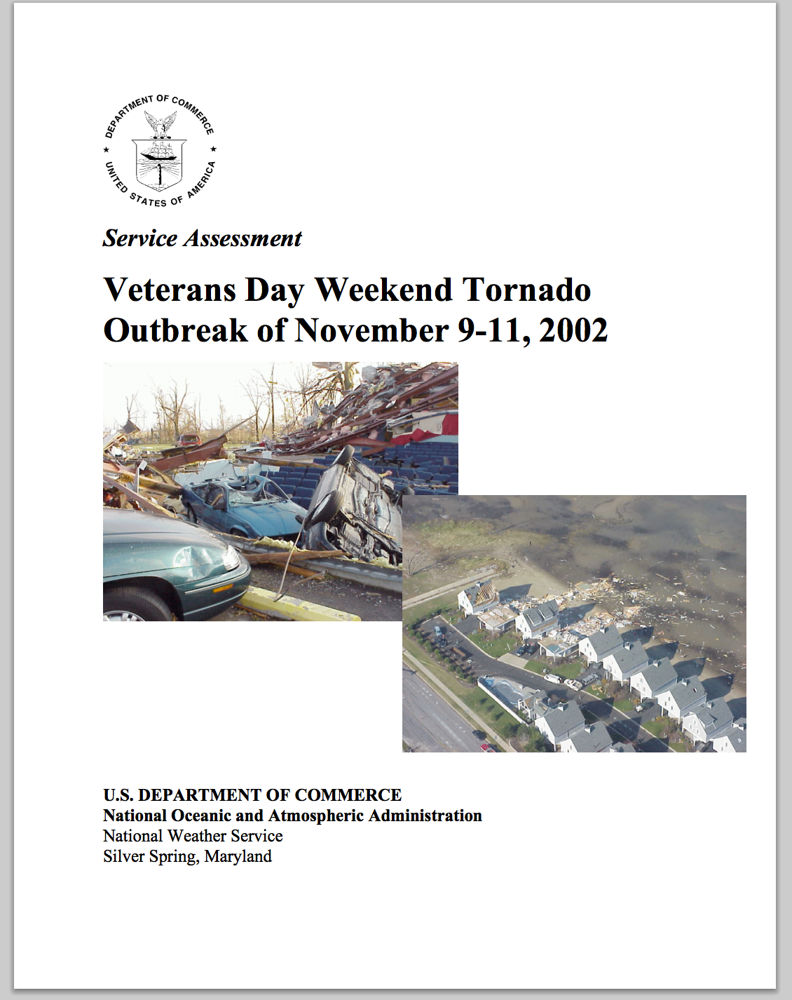 DEPARTMENT OF COMMERCE
UNITED STATES OF AMERICA
Service Assessment
Veterans Day Weekend Tornado
Outbreak of November 9-11, 2002
U.S. DEPARTMENT OF COMMERCE
National Oceanic and Atmospheric Administration
National Weather Service
Silver Spring, Maryland